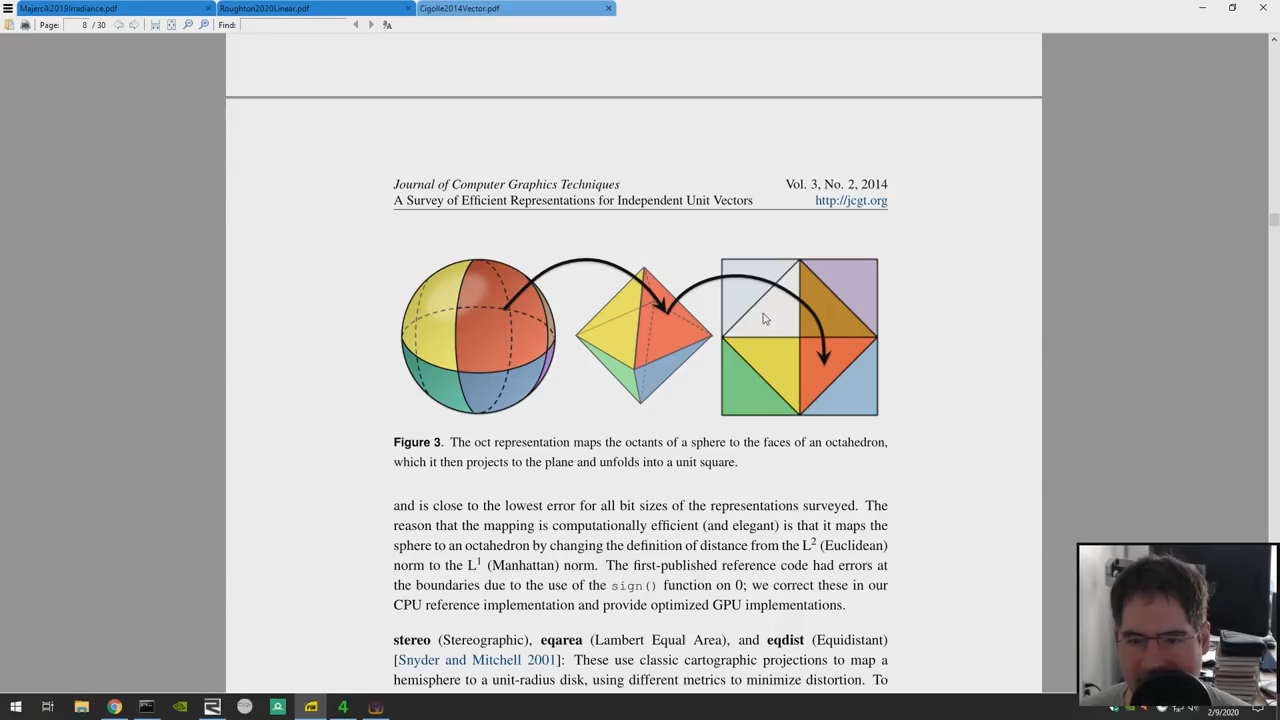 Majercik2019Irradiance.pdf
Roughton2020Linear.pdf
Cigolle2014Vector.pdf
Page: 8 / 30 Find:
Journal of Computer Graphics Techniques
Vol. 3, No. 2, 2014
A Survey of Efficient Representations for Independent Unit Vectors
http://jcgt.org
Figure 3. The oct representation maps the octants of a sphere to the faces of an octahedron,
which it then projects to the plane and unfolds into a unit square.
and is close to the lowest error for all bit sizes of the representations surveyed. The
reason that the mapping is computationally efficient (and elegant) is that it maps the
sphere to an octahedron by changing the definition of distance from the L² (Euclidean)
norm to the L¹ (Manhattan) norm. The first-published reference code had errors at
the boundaries due to the use of the sign() function on 0; we correct these in our
CPU reference implementation and provide optimized GPU implementations.
stereo (Stereographic), eqarea (Lambert Equal Area), and eqdist (Equidistant)
[Snyder and Mitchell 2001]: These use classic cartographic projections to map a
hemisphere to a unit-radius disk, using different metrics to minimize distortion. To
4
2/9/2020